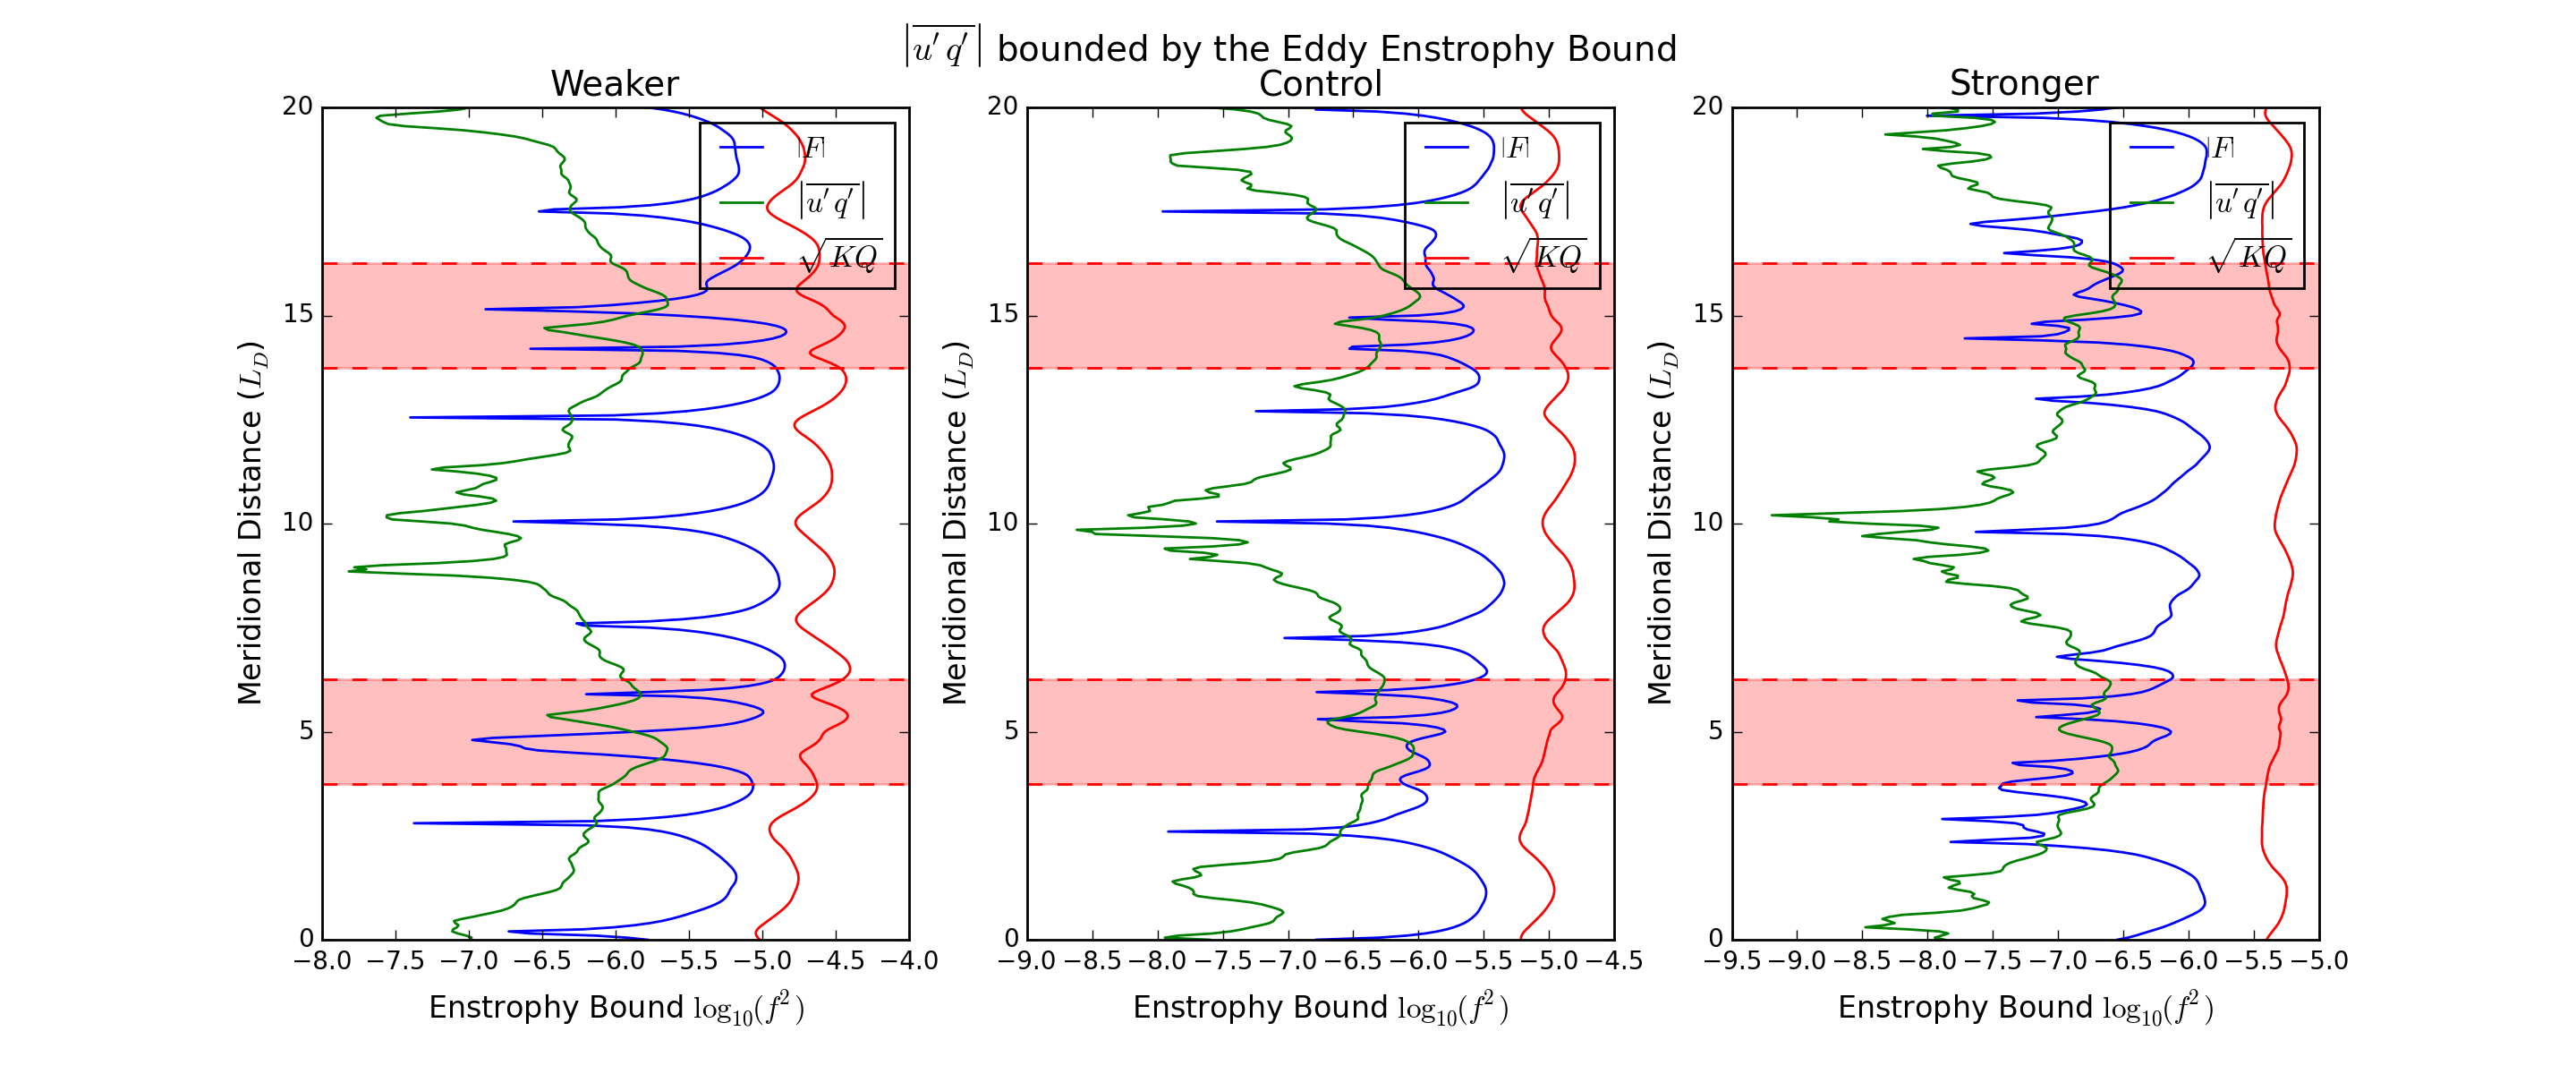 |u′q′| bounded by the Eddy Enstrophy Bound
Weaker
Control
Stronger
|F|
|u′q′|
√KQ
|F|
|u′q′|
√KQ
|F|
|u′q′|
√KQ
Meridional Distance (L_D)
Meridional Distance (L_D)
Meridional Distance (L_D)
20
15
10
5
0
20
15
10
5
0
20
15
10
5
0
−8.0 −7.5 −7.0 −6.5 −6.0 −5.5 −5.0 −4.5 −4.0
−9.0 −8.5 −8.0 −7.5 −7.0 −6.5 −6.0 −5.5 −5.0 −4.5
−9.5 −9.0 −8.5 −8.0 −7.5 −7.0 −6.5 −6.0 −5.5 −5.0
Enstrophy Bound log₁₀(f²)
Enstrophy Bound log₁₀(f²)
Enstrophy Bound log₁₀(f²)